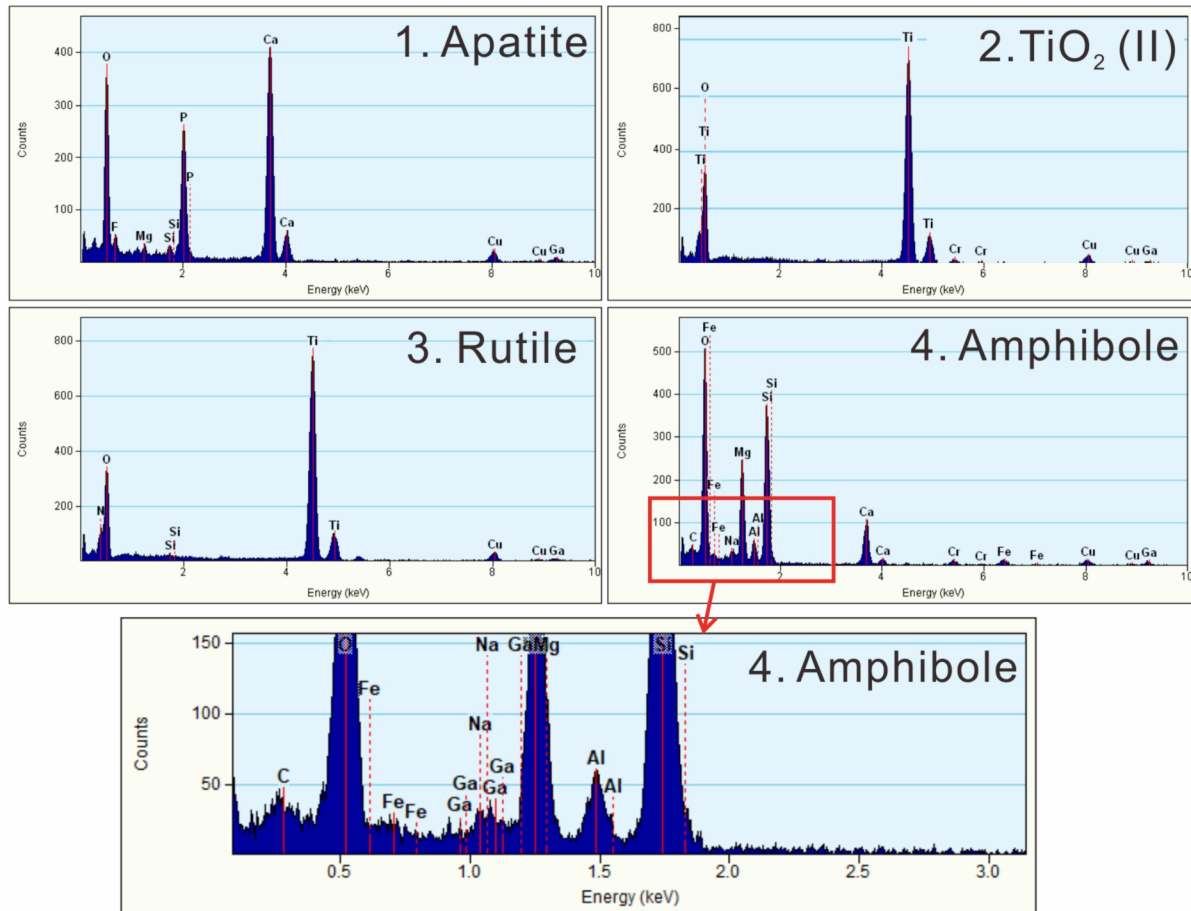 1. Apatite
Counts
400
300
200
100
O
F
Mg
Si
Si
P
P
Ca
Ca
Cu
Cu
Ga
2
4
6
8
10
Energy (keV)
2.TiO2 (II)
Counts
800
600
400
200
O
Ti
Ti
Ti
Ti
Cr
Cr
Cu
Cu
Ga
2
4
6
8
10
Energy (keV)
3. Rutile
Counts
800
600
400
200
N
O
Si
Si
Ti
Ti
Cu
Cu
Ga
2
4
6
8
10
Energy (keV)
4. Amphibole
Counts
500
400
300
200
100
C
O
Fe
Fe
Fe
Na
Mg
Al
Al
Si
Si
Ca
Ca
Cr
Cr
Fe
Fe
Cu
Cu
Ga
2
4
6
8
10
Energy (keV)
4. Amphibole
Counts
150
100
50
C
O
Fe
Fe
Fe
Ga
Ga
Na
Na
Ga
Ga
Ga
Mg
Al
Al
Si
Si
0.5
1.0
1.5
2.0
2.5
3.0
Energy (keV)